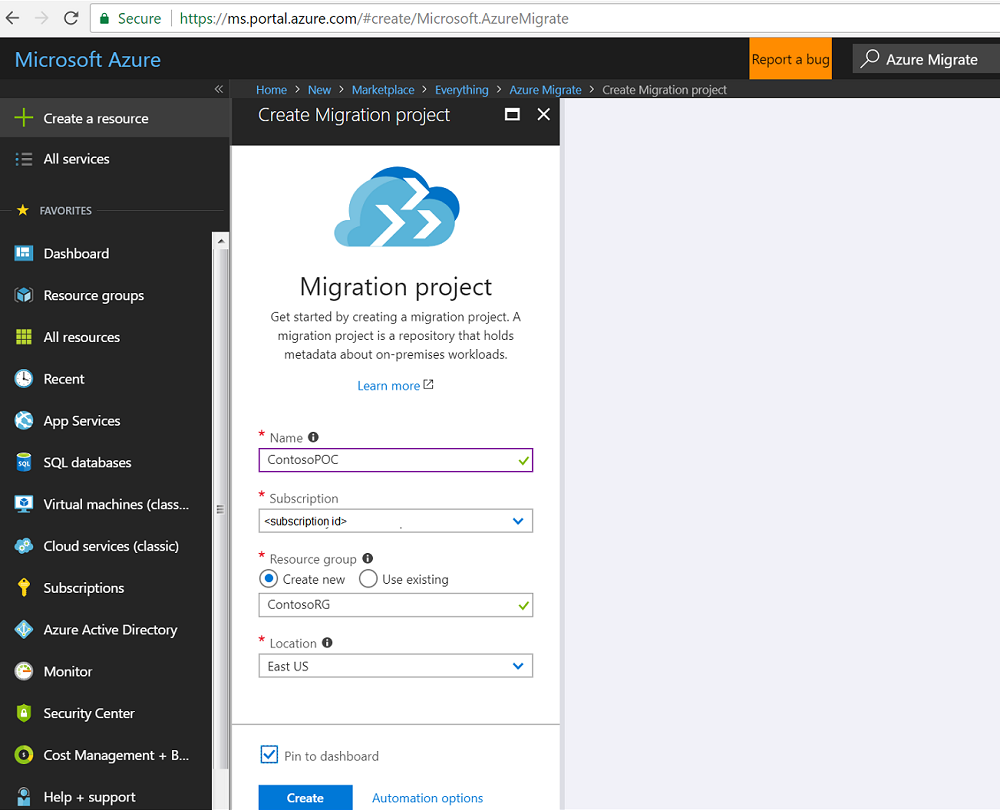 Secure https://ms.portal.azure.com/#create/Microsoft.AzureMigrate
Microsoft Azure
Report a bug
Azure Migrate
Home > New > Marketplace > Everything > Azure Migrate > Create Migration project
Create a resource
All services
FAVORITES
Dashboard
Resource groups
All resources
Recent
App Services
SQL databases
Virtual machines (class...
Cloud services (classic)
Subscriptions
Azure Active Directory
Monitor
Security Center
Cost Management + B...
Help + support
Create Migration project
Migration project
Get started by creating a migration project. A
migration project is a repository that holds
metadata about on-premises workloads.
Learn more
* Name
ContosoPOC
* Subscription
<subscription id>
* Resource group
Create new Use existing
ContosoRG
* Location
East US
Pin to dashboard
Create Automation options